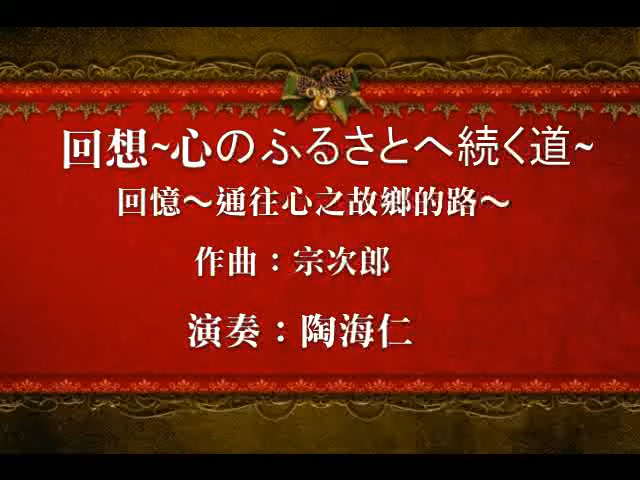 回想~心のふるさとへ続く道~
回憶～通往心之故鄉的路～
作曲：宗次郎
演奏：陶海仁